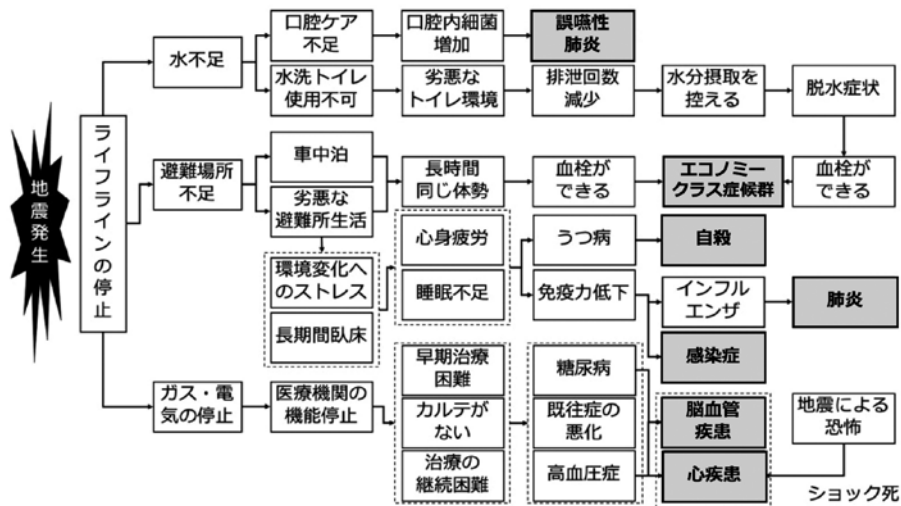 地震発生
ライフラインの停止
水不足
口腔ケア
不足
口腔内細菌
増加
誤嚥性
肺炎
水洗トイレ
使用不可
劣悪な
トイレ環境
排泄回数
減少
水分摂取を
控える
脱水症状
避難場所
不足
車中泊
劣悪な
避難所生活
長時間
同じ体勢
血栓が
できる
エコノミー
クラス症候群
血栓が
できる
環境変化へ
のストレス
長期間臥床
心身疲労
睡眠不足
うつ病
自殺
免疫力低下
インフル
エンザ
肺炎
感染症
ガス・電
気の停止
医療機関の
機能停止
早期治療
困難
カルテが
ない
治療の
継続困難
糖尿病
既往症の
悪化
高血圧症
脳血管
疾患
心疾患
地震による
恐怖
ショック死